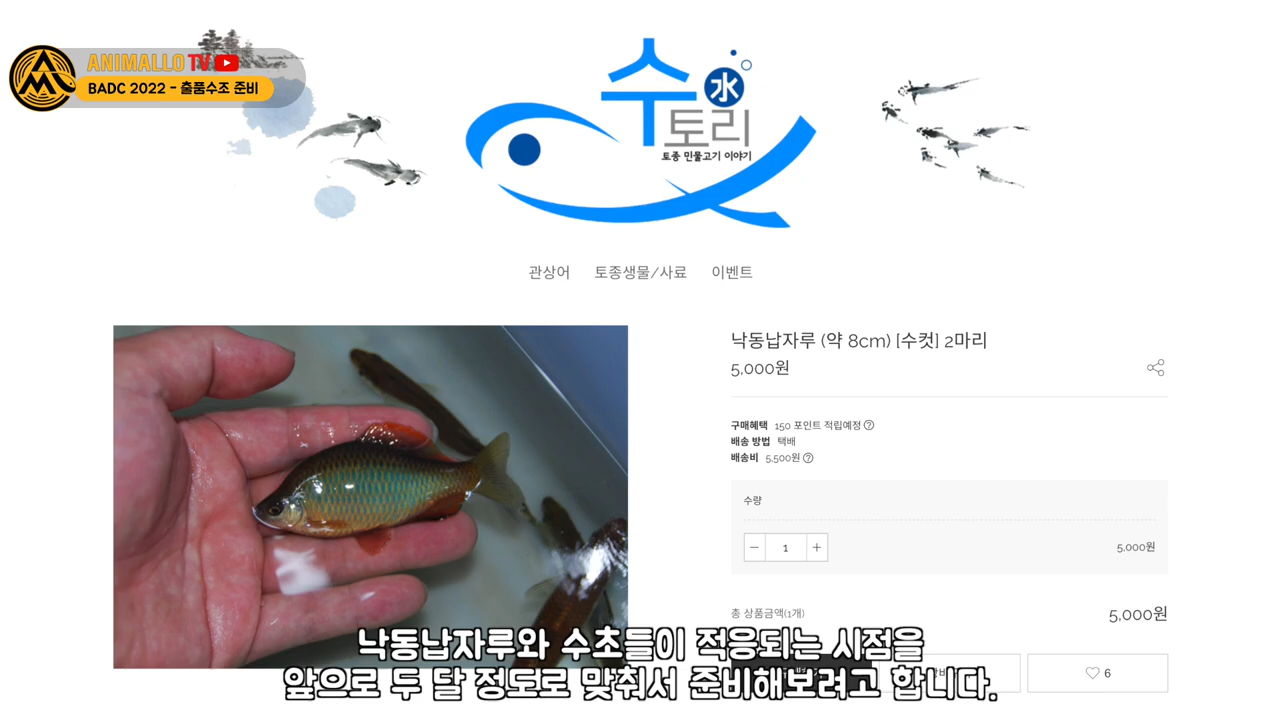 ANIMALLO TV
BADC 2022 - 출품수조 준비
수
水
토리
토종 민물고기 이야기
관상어 토종생물/사료 이벤트
낙동납자루 (약 8cm) [수컷] 2마리
5,000원
구매혜택 150 포인트 적립예정 ?
배송 방법 택배
배송비 5,500원 ?
수량
1 5,000원
총 상품금액(1개) 5,000원
6
낙동납자루와 수초들이 적응되는 시점을
앞으로 두 달 정도로 맞춰서 준비해보려고 합니다.